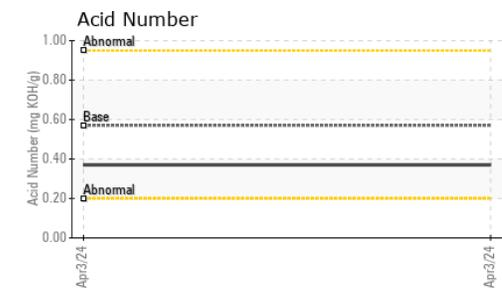 Acid Number
Acid Number (mg KOH/g)
1.00
Abnormal
0.80
0.60
Base
0.40
Abnormal
0.20
0.00
Apr3/24
Apr3/24